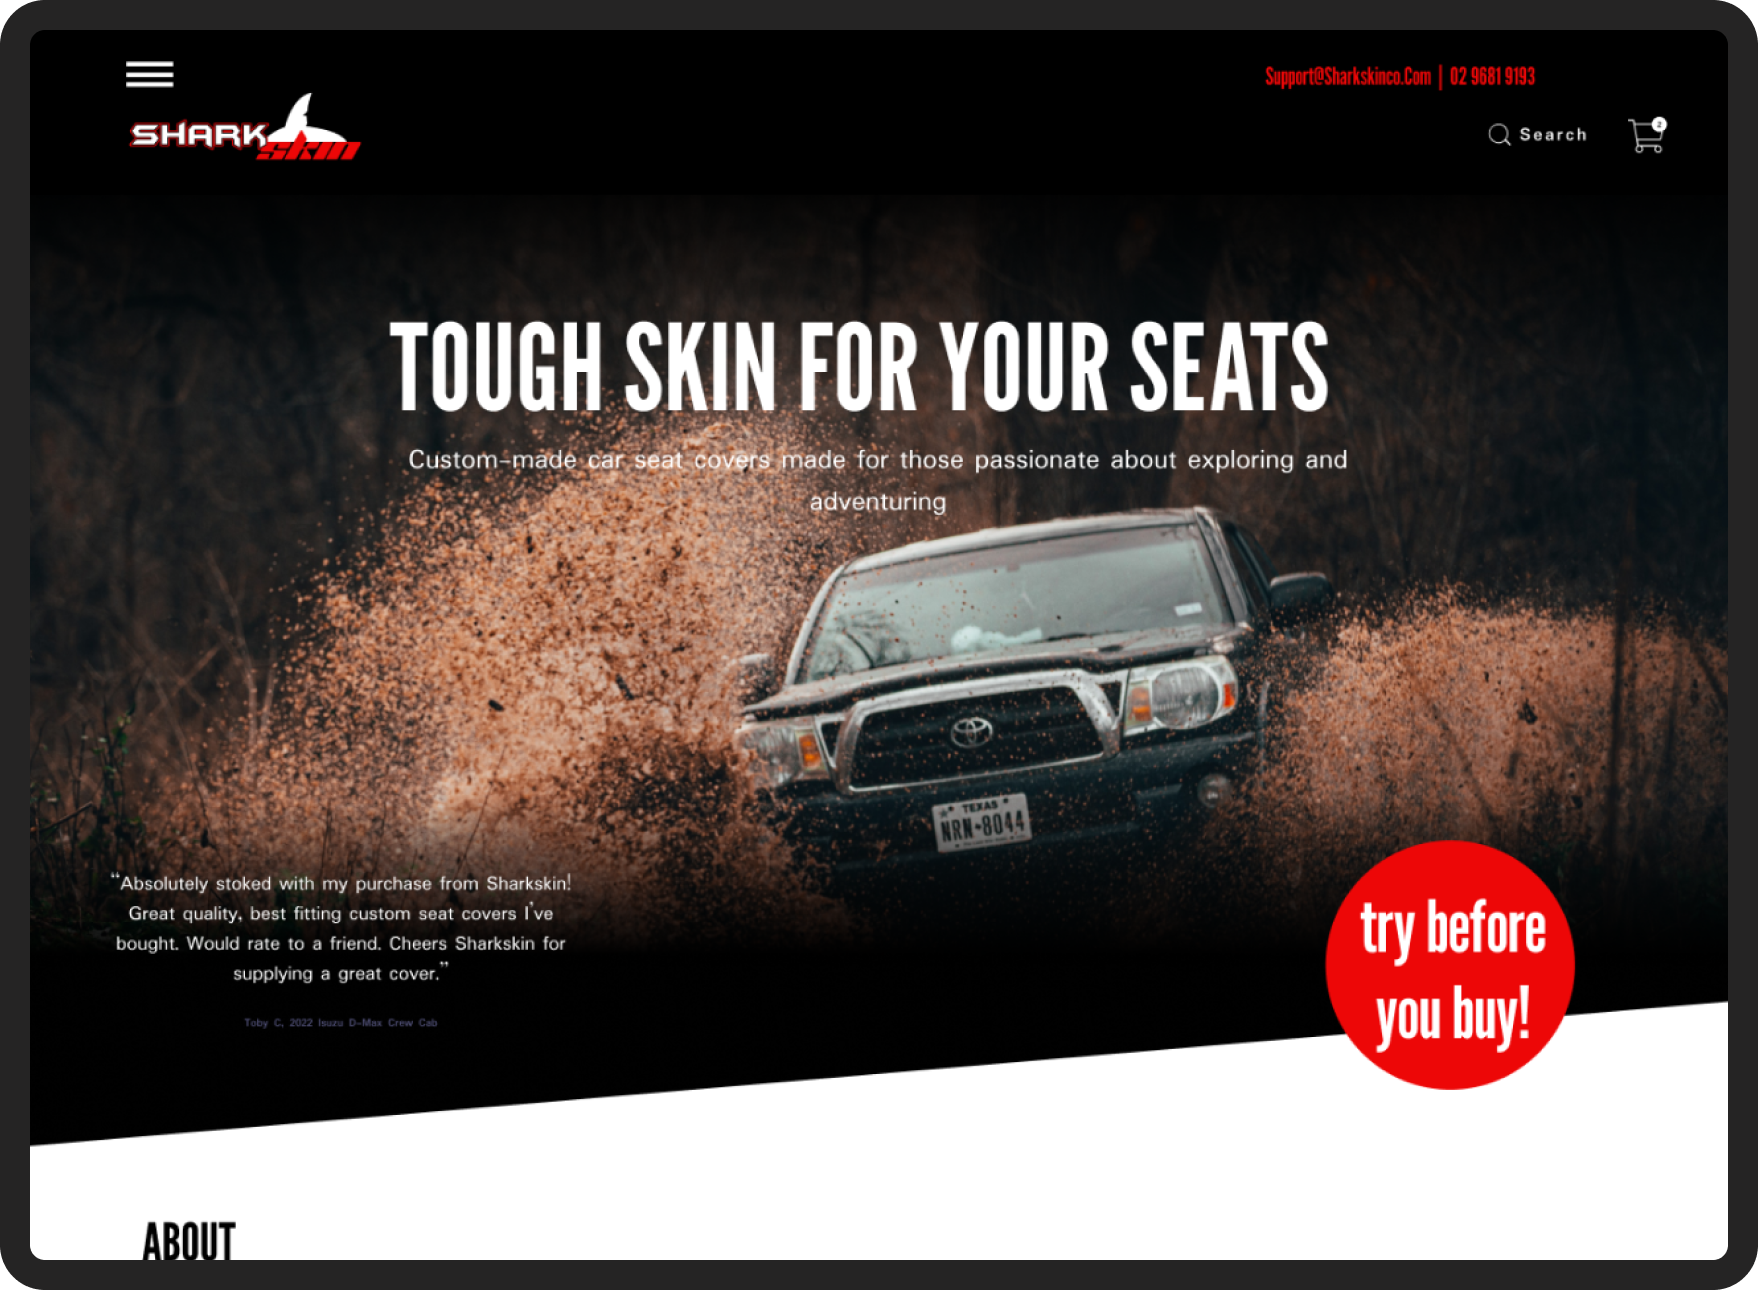 Support@Sharkskinco.Com | 02 9681 9193
SHARK
skin
Search
2
TOUGH SKIN FOR YOUR SEATS
Custom-made car seat covers made for those passionate about exploring and
adventuring
TEXAS
NRN-8044
“Absolutely stoked with my purchase from Sharkskin!
Great quality, best fitting custom seat covers I’ve
bought. Would rate to a friend. Cheers Sharkskin for
supplying a great cover.”
Toby C, 2022 Isuzu D-Max Crew Cab
try before
you buy!
ABOUT